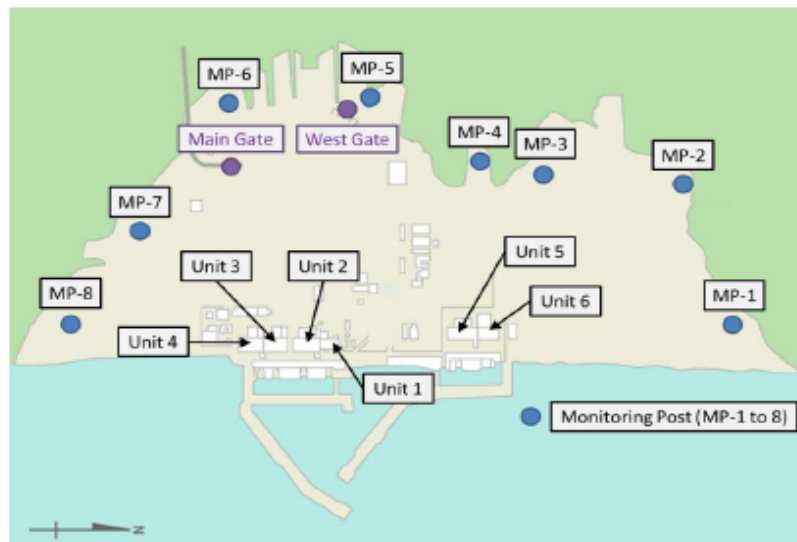 MP-6
MP-5
Main Gate
West Gate
MP-4
MP-3
MP-2
MP-7
Unit 3
Unit 2
Unit 5
MP-8
Unit 6
MP-1
Unit 4
Unit 1
Monitoring Post (MP-1 to 8)
N